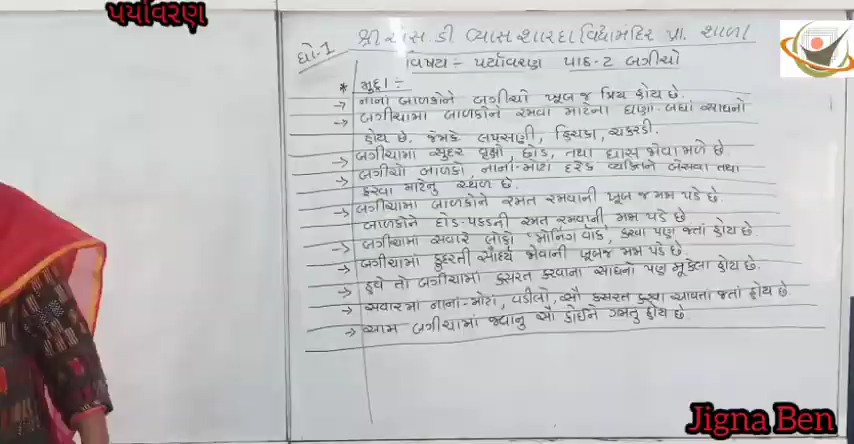 પર્યાવરણ
ધો-1
શ્રી એસ.ડી વ્યાસ શારદા વિદ્યામંદિર પ્રા. શાળા
વિષય ÷ પર્યાવરણ પાઠ-૮ બગીચો
* મુદ્દા ÷
→ નાના બાળકોને બગીચો ખૂબ જ પ્રિય હોય છે.
→ બગીચામાં બાળકોને રમવા માટેના ઘણા બધાં સાધનો
હોય છે. જેમકે લપસણી, હિંચકા, ચકરડી.
→ બગીચામાં સુંદર વૃક્ષો, છોડ, તથા ઘાસ જોવા મળે છે.
→ બગીચો બાળકો, નાના-મોટા દરેક વ્યક્તિને બેસવા તથા
ફરવા માટેનું સ્થળ છે.
→ બગીચામાં બાળકોને રમત રમવાની ખૂબ જ મજા પડે છે.
બાળકોને દોડ-પકડની રમત રમવાની મજા પડે છે
→ બગીચામાં સવારે લોકો 'મોર્નિંગ વૉક' કરવા પણ જતાં હોય છે.
→ બગીચામાં કુદરતી સૌંદર્ય જોવાની ખૂબજ મજા પડે છે.
→ હવે તો બગીચામાં કસરત કરવાના સાધનો પણ મૂકેલા હોય છે.
→ સવારમાં નાનાં-મોટાં, વડીલો, સૌ કસરત કરવા આવતાં જતાં હોય છે.
→ આમ બગીચામાં જવાનુ સૌ કોઈને ગમતુ હોય છે.
Jigna Ben